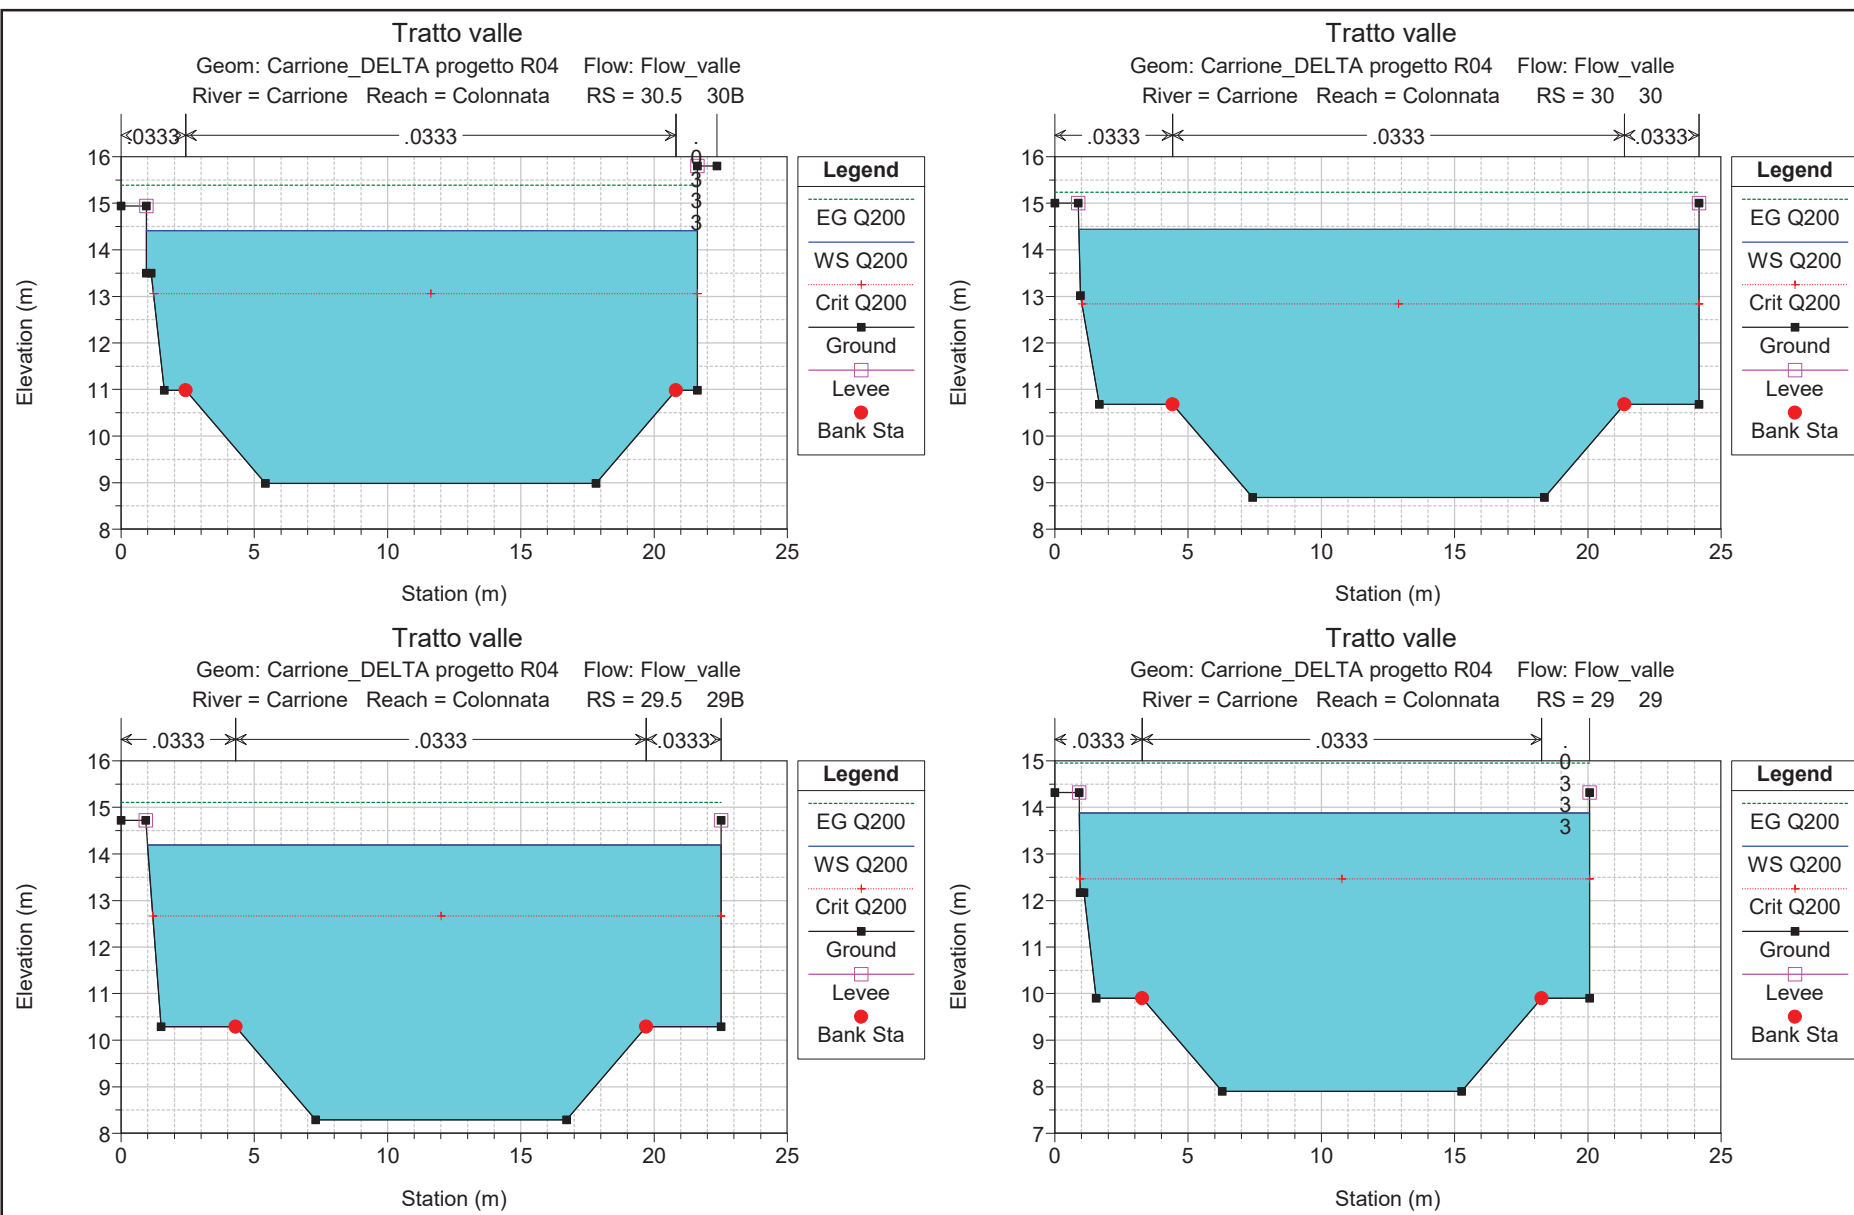 Tratto valle
Geom: Carrione_DELTA progetto R04 Flow: Flow_valle
River = Carrione Reach = Colonnata RS = 30.5 30B
.0333
.0333
.0333
16
15
14
13
12
11
10
9
8
0
5
10
15
20
25
Elevation (m)
Station (m)
Legend
EG Q200
WS Q200
Crit Q200
Ground
Levee
Bank Sta
Tratto valle
Geom: Carrione_DELTA progetto R04 Flow: Flow_valle
River = Carrione Reach = Colonnata RS = 30 30
.0333
.0333
.0333
16
15
14
13
12
11
10
9
8
0
5
10
15
20
25
Elevation (m)
Station (m)
Legend
EG Q200
WS Q200
Crit Q200
Ground
Levee
Bank Sta
Tratto valle
Geom: Carrione_DELTA progetto R04 Flow: Flow_valle
River = Carrione Reach = Colonnata RS = 29.5 29B
.0333
.0333
.0333
16
15
14
13
12
11
10
9
8
0
5
10
15
20
25
Elevation (m)
Station (m)
Legend
EG Q200
WS Q200
Crit Q200
Ground
Levee
Bank Sta
Tratto valle
Geom: Carrione_DELTA progetto R04 Flow: Flow_valle
River = Carrione Reach = Colonnata RS = 29 29
.0333
.0333
.0333
15
14
13
12
11
10
9
8
7
0
5
10
15
20
25
Elevation (m)
Station (m)
Legend
EG Q200
WS Q200
Crit Q200
Ground
Levee
Bank Sta